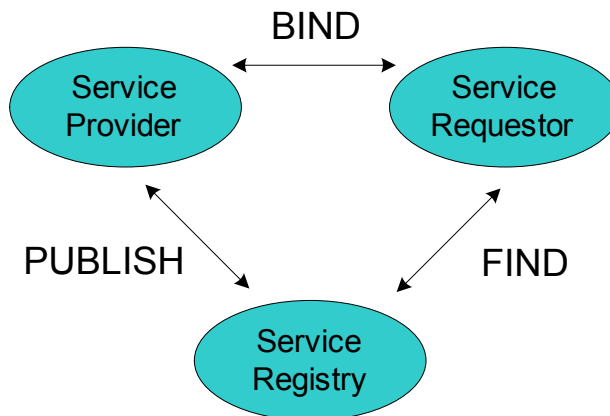 BIND
Service
Provider
Service
Requestor
PUBLISH
FIND
Service
Registry